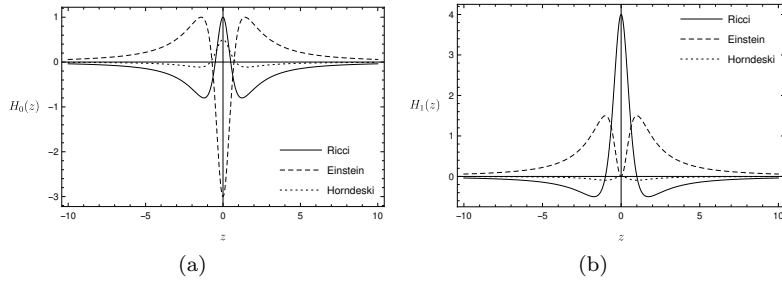 1
0
-1
-2
-3
H₀(z)
-10 -5 0 5 10
z
Ricci
Einstein
Horndeski
(a)
4
3
2
1
0
H₁(z)
-10 -5 0 5 10
z
Ricci
Einstein
Horndeski
(b)